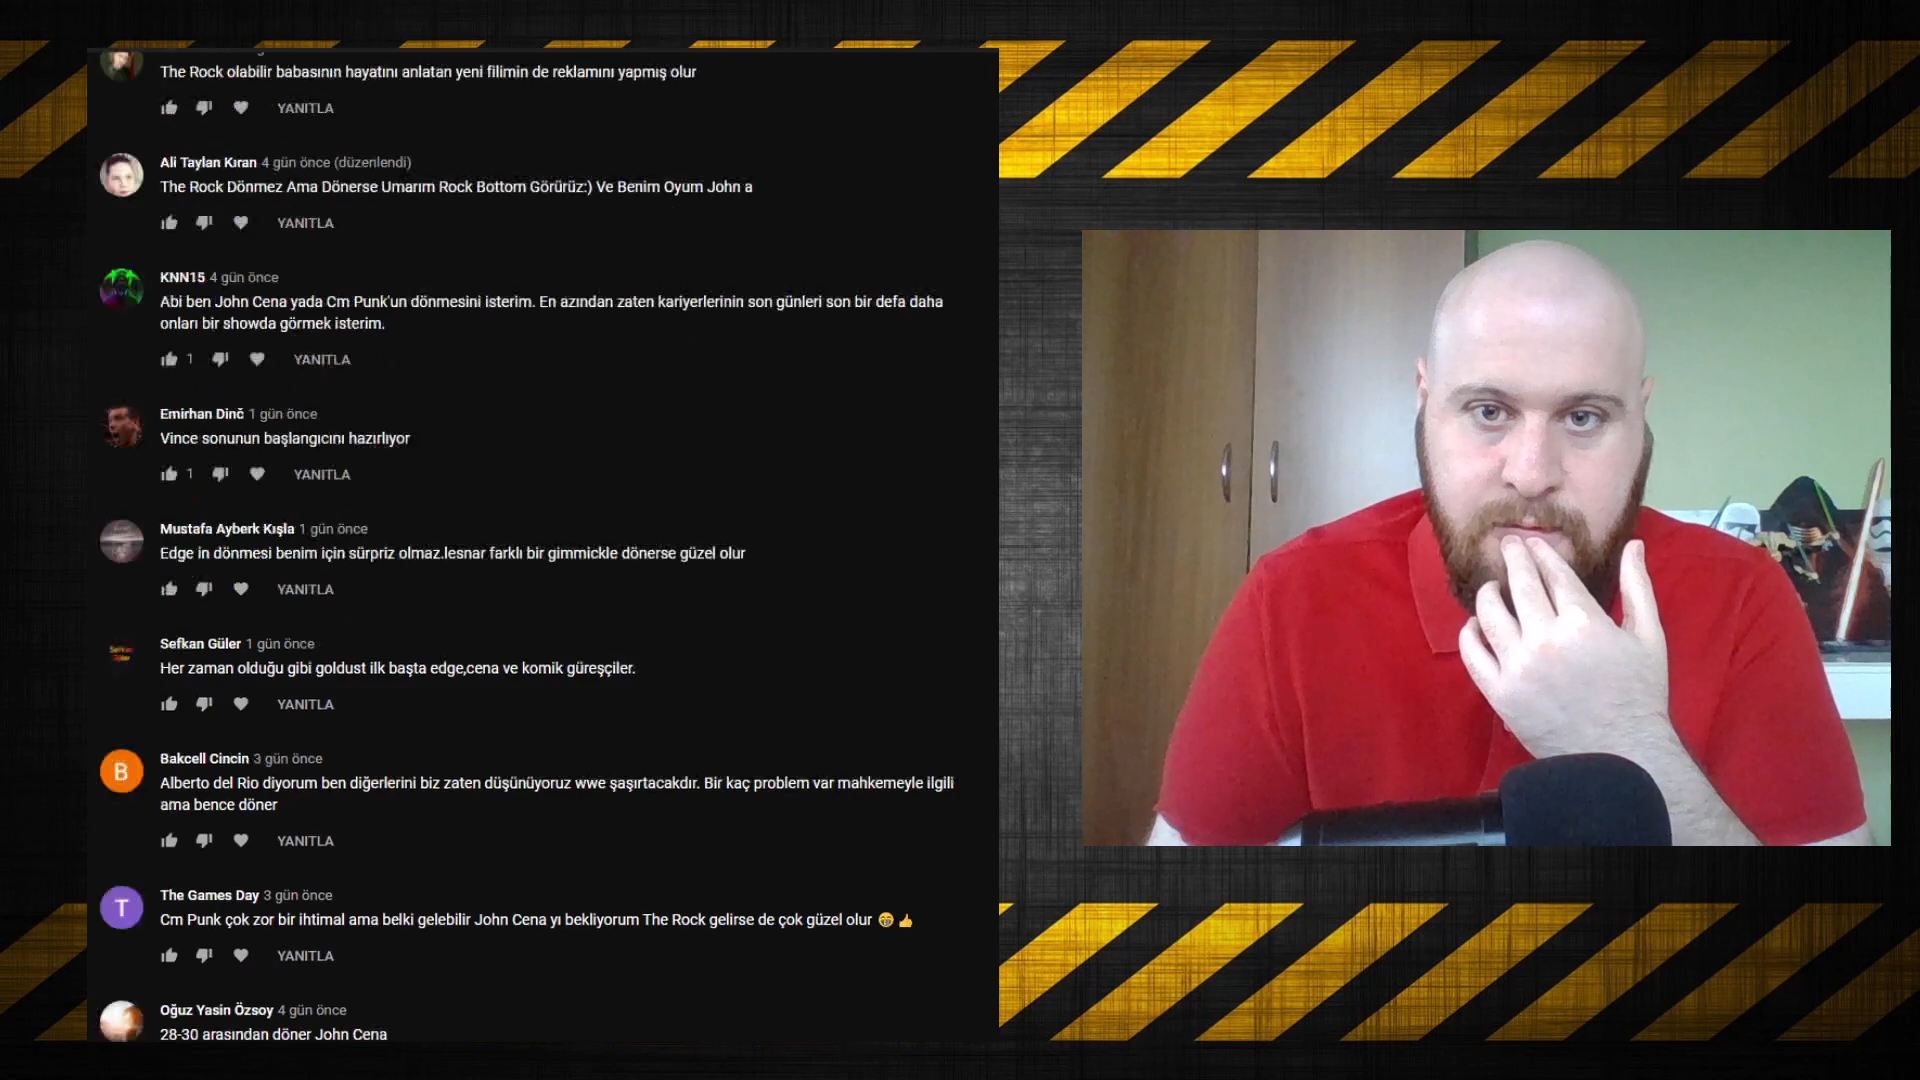 The Rock olabilir babasının hayatını anlatan yeni filimin de reklamını yapmış olur
YANITLA
Ali Taylan Kıran 4 gün önce (düzenlendi)
The Rock Dönmez Ama Dönerse Umarım Rock Bottom Görürüz:) Ve Benim Oyum John a
YANITLA
KNN15 4 gün önce
Abi ben John Cena yada Cm Punk'un dönmesini isterim. En azından zaten kariyerlerinin son günleri son bir defa daha
onları bir showda görmek isterim.
1 YANITLA
Emirhan Dinč 1 gün önce
Vince sonunun başlangıcını hazırlıyor
1 YANITLA
Mustafa Ayberk Kışla 1 gün önce
Edge in dönmesi benim için sürpriz olmaz.lesnar farklı bir gimmickle dönerse güzel olur
YANITLA
Sefkan Güler 1 gün önce
Her zaman olduğu gibi goldust ilk başta edge,cena ve komik güreşçiler.
YANITLA
B
Bakcell Cincin 3 gün önce
Alberto del Rio diyorum ben diğerlerini biz zaten düşünüyoruz wwe şaşırtacakdır. Bir kaç problem var mahkemeyle ilgili
ama bence döner
YANITLA
T
The Games Day 3 gün önce
Cm Punk çok zor bir ihtimal ama belki gelebilir John Cena yı bekliyorum The Rock gelirse de çok güzel olur 😁👍
YANITLA
Oğuz Yasin Özsoy 4 gün önce
28-30 arasından döner John Cena